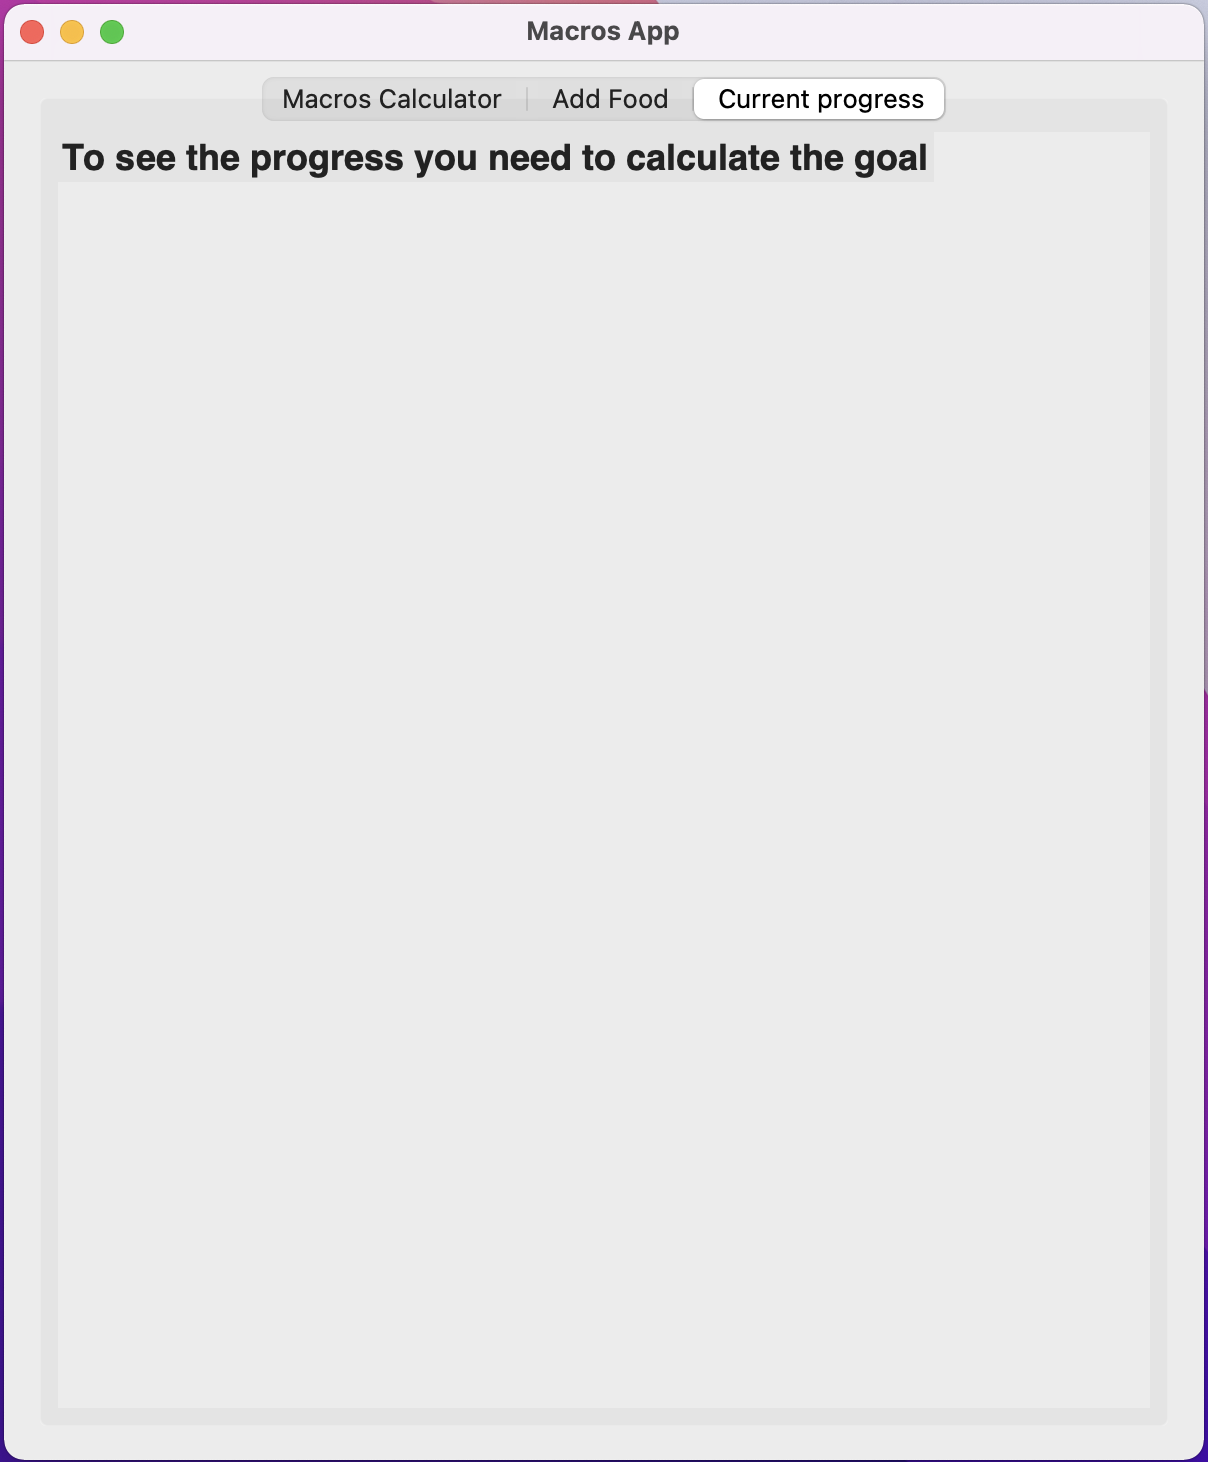 Macros App
Macros Calculator
Add Food
Current progress
To see the progress you need to calculate the goal